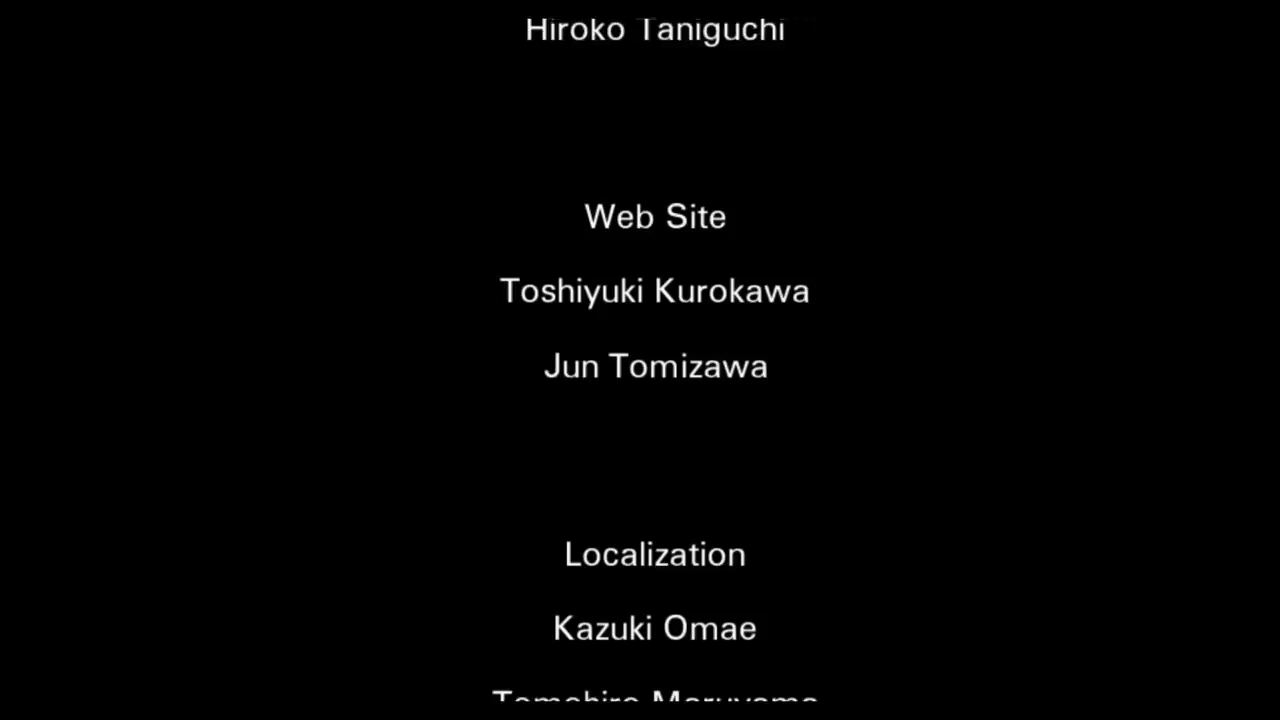 Hiroko Taniguchi
Web Site
Toshiyuki Kurokawa
Jun Tomizawa
Localization
Kazuki Omae